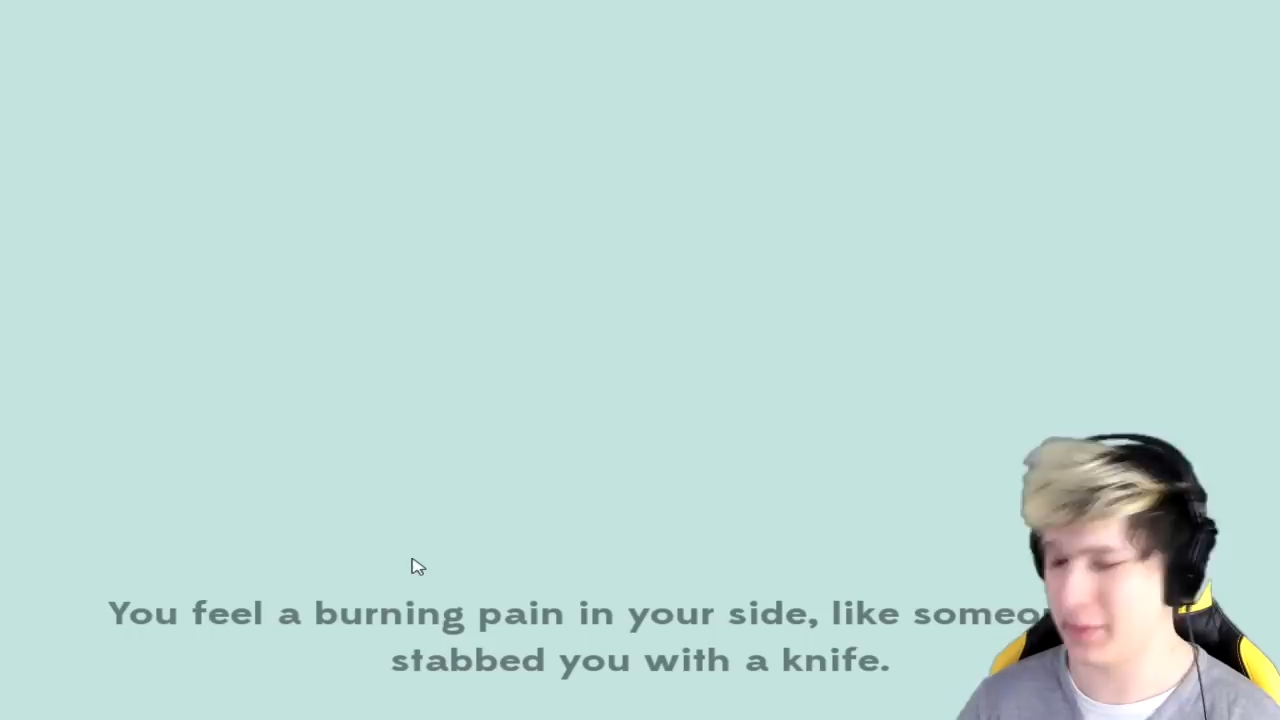 You feel a burning pain in your side, like
stabbed you with a knife.